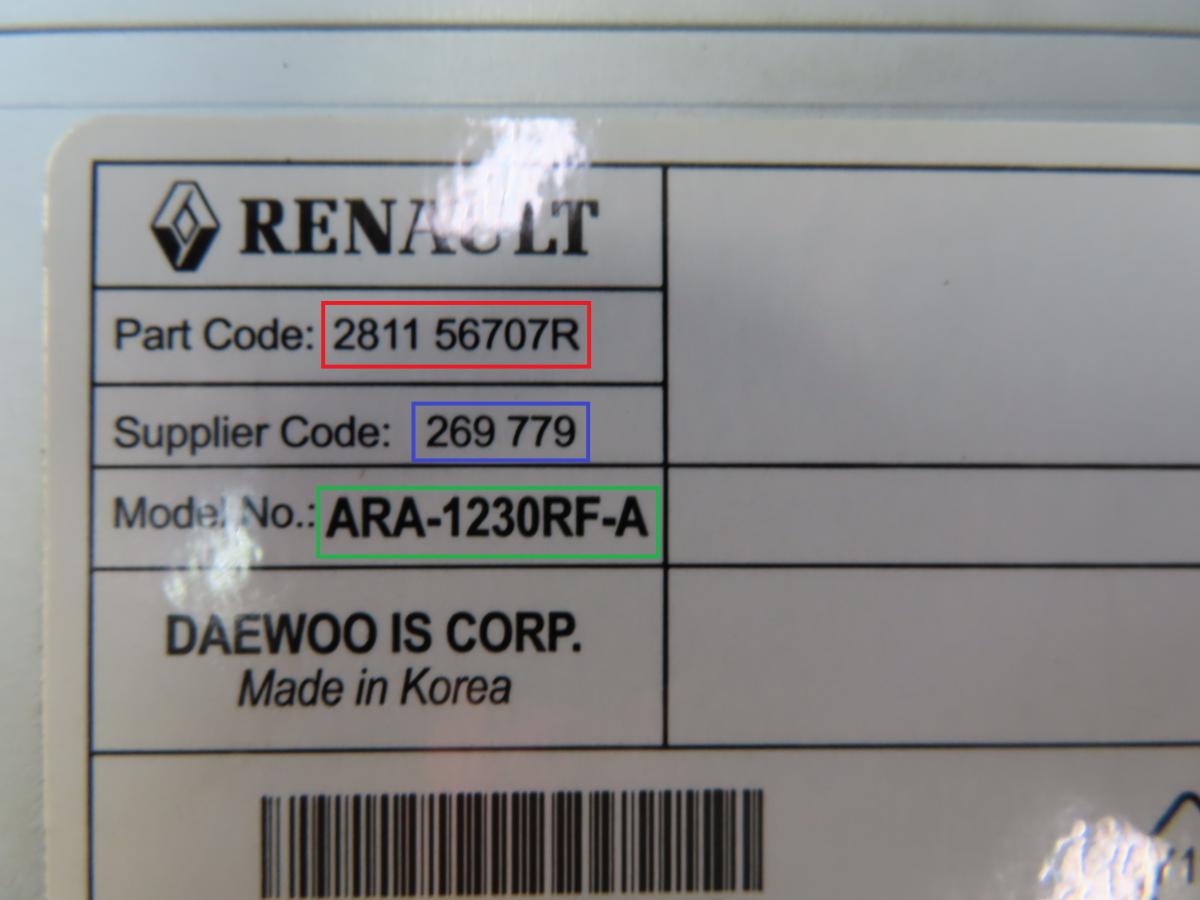 RENAULT
Part Code: 2811 56707R
Supplier Code: 269 779
Model No.: ARA-1230RF-A
DAEWOO IS CORP.
Made in Korea